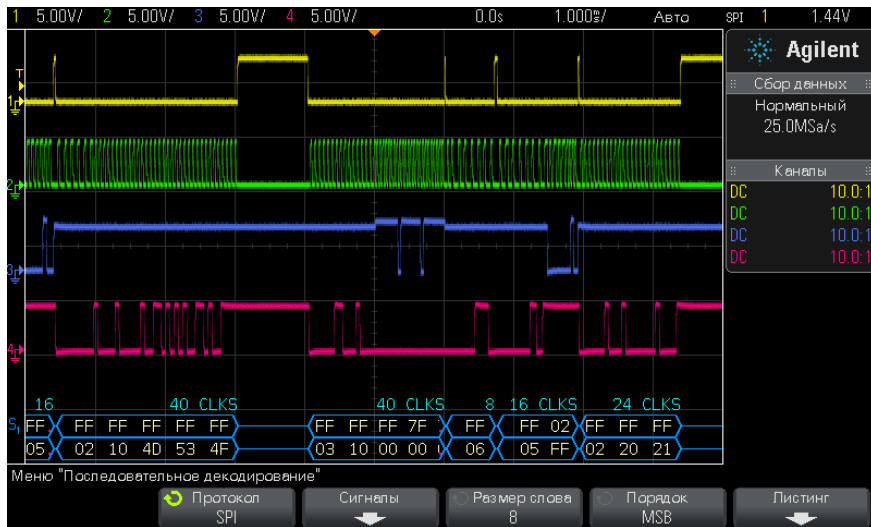 1 5.00V/ 2 5.00V/ 3 5.00V/ 4 5.00V/ 0.0s 1.000ms/ Авто SPI 1 1.44V
Agilent
Сбор данных
Нормальный
25.0MSa/s
Каналы
DC 10.0:1
DC 10.0:1
DC 10.0:1
DC 10.0:1
T
1
2
3
4
16 40 CLKS 40 CLKS 8 16 CLKS 24 CLKS
S1 FF FF FF FF FF FF FF FF FF 7F FF FF 02 FF FF FF
05 02 10 4D 53 4F 03 10 00 00 06 05 FF 02 20 21
Меню "Последовательное декодирование"
Протокол Сигналы Размер слова Порядок Листинг
SPI 8 MSB